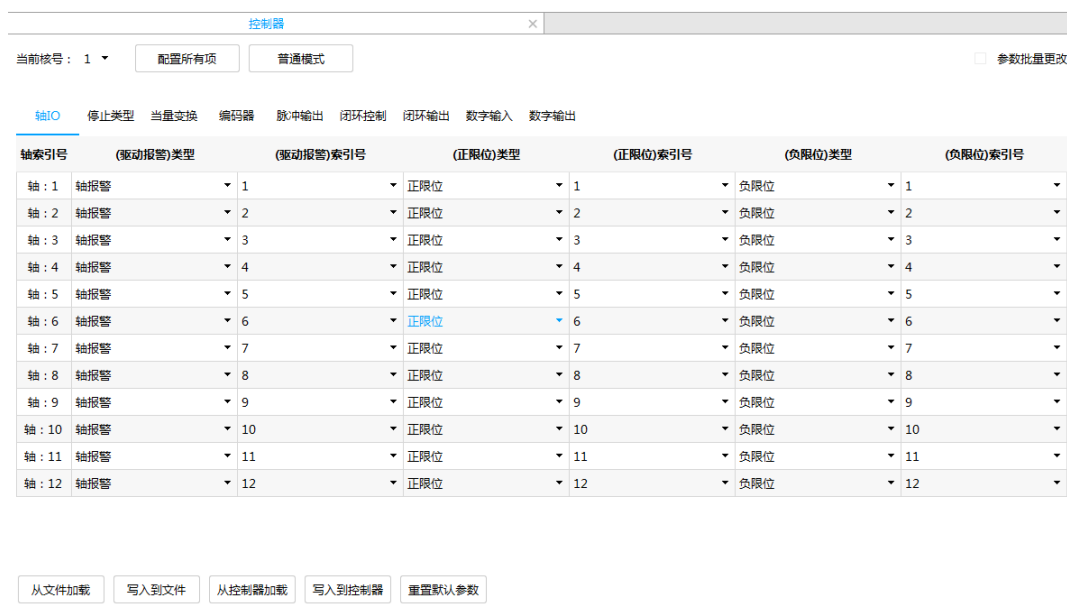 控制器
当前核号： 1 配置所有项 普通模式 参数批量更改
轴IO 停止类型 当量变换 编码器 脉冲输出 闭环控制 闭环输出 数字输入 数字输出
轴索引号 (驱动报警)类型 (驱动报警)索引号 (正限位)类型 (正限位)索引号 (负限位)类型 (负限位)索引号
轴：1 轴报警 1 正限位 1 负限位 1
轴：2 轴报警 2 正限位 2 负限位 2
轴：3 轴报警 3 正限位 3 负限位 3
轴：4 轴报警 4 正限位 4 负限位 4
轴：5 轴报警 5 正限位 5 负限位 5
轴：6 轴报警 6 正限位 6 负限位 6
轴：7 轴报警 7 正限位 7 负限位 7
轴：8 轴报警 8 正限位 8 负限位 8
轴：9 轴报警 9 正限位 9 负限位 9
轴：10 轴报警 10 正限位 10 负限位 10
轴：11 轴报警 11 正限位 11 负限位 11
轴：12 轴报警 12 正限位 12 负限位 12
从文件加载 写入到文件 从控制器加载 写入到控制器 重置默认参数